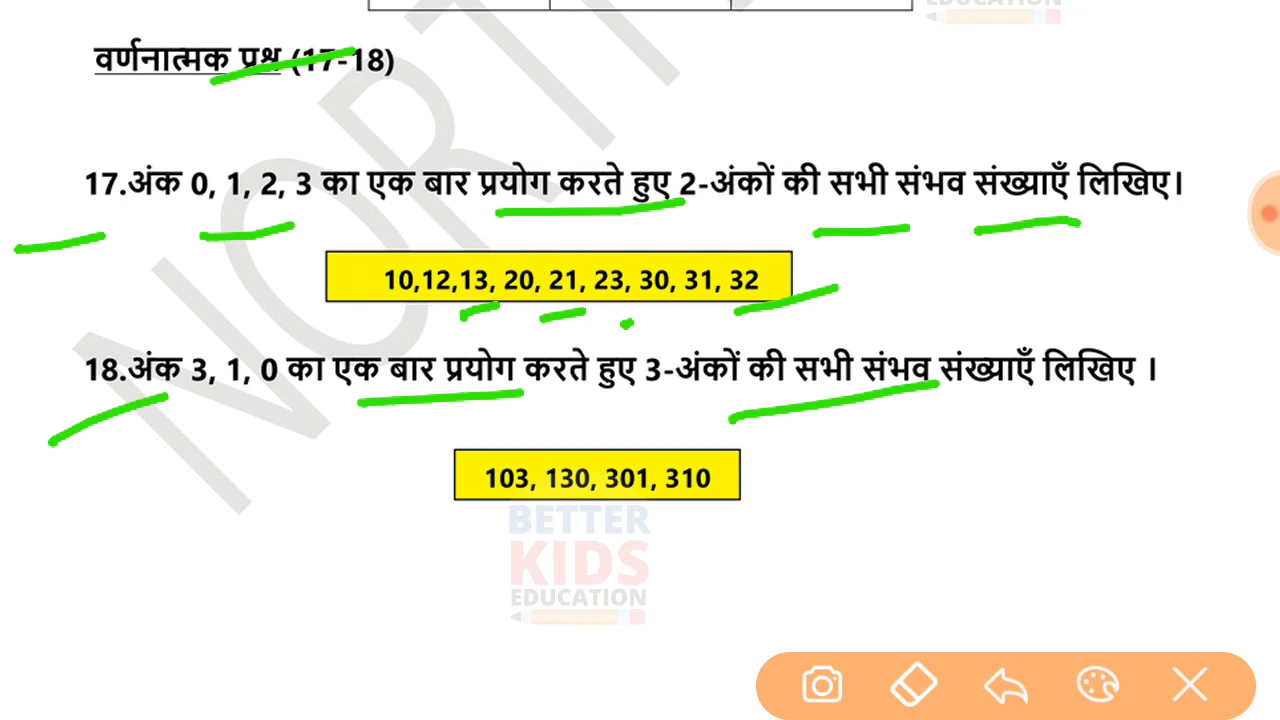 EDUCATION
वर्णनात्मक प्रश्न (17-18)
17.अंक 0, 1, 2, 3 का एक बार प्रयोग करते हुए 2-अंकों की सभी संभव संख्याएँ लिखिए।
10,12,13, 20, 21, 23, 30, 31, 32
18.अंक 3, 1, 0 का एक बार प्रयोग करते हुए 3-अंकों की सभी संभव संख्याएँ लिखिए ।
103, 130, 301, 310
BETTER
KIDS
EDUCATION